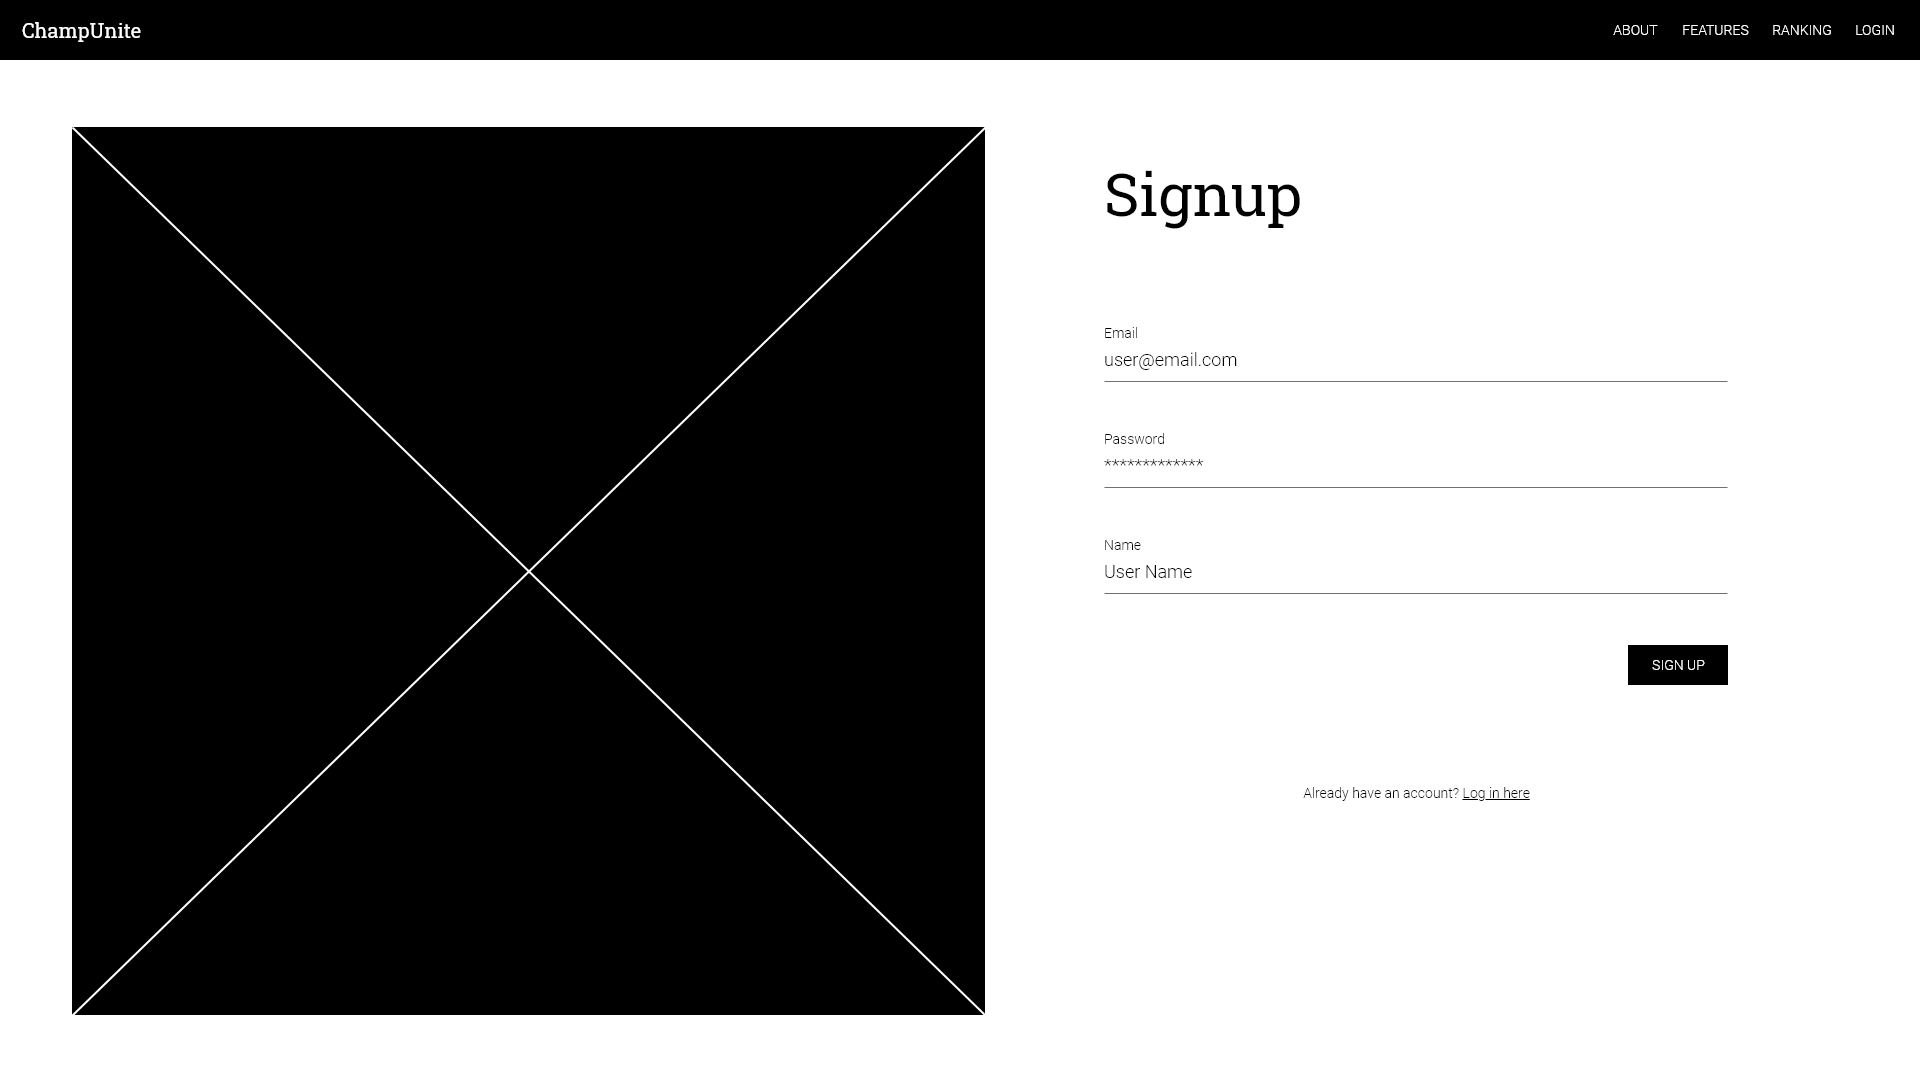 ChampUnite
ABOUT FEATURES RANKING LOGIN
Signup
Email
user@email.com
Password
*************
Name
User Name
SIGN UP
Already have an account? Log in here